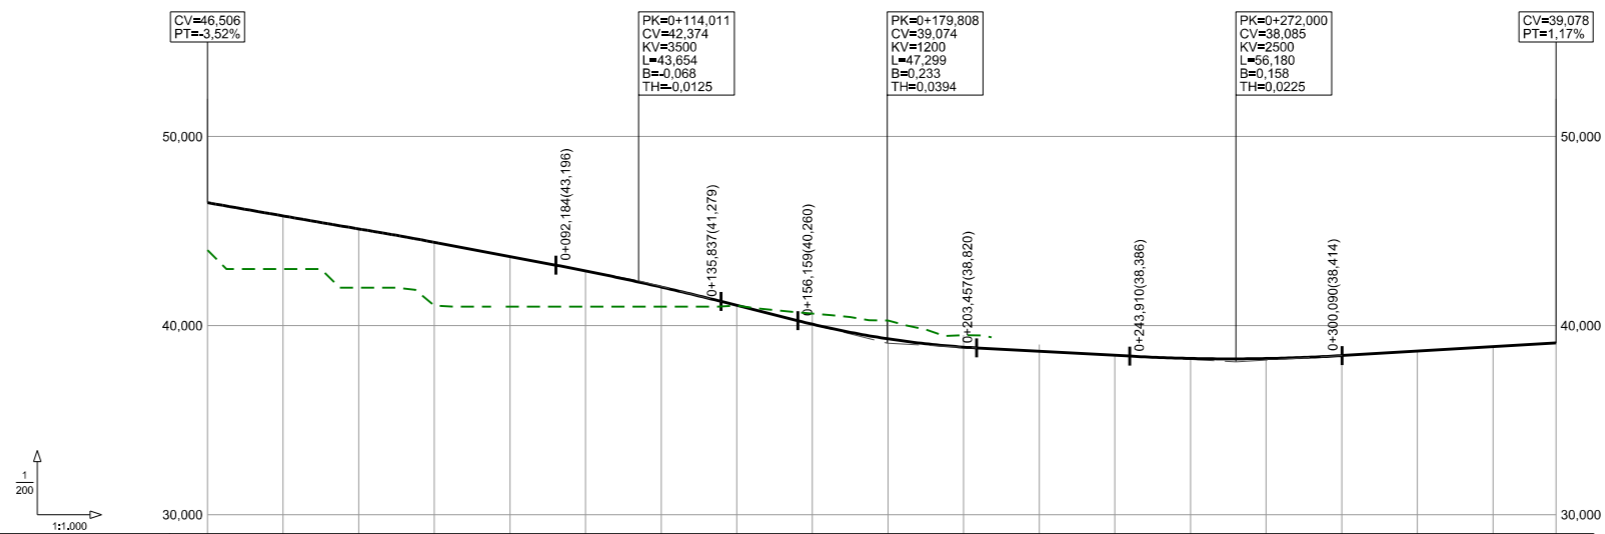 CV=46,506
PT=-3,52%
PK=0+114,011
CV=42,374
KV=3500
L=43,654
B=-0,068
TH=-0,0125
PK=0+179,808
CV=39,074
KV=1200
L=47,299
B=0,233
TH=0,0394
PK=0+272,000
CV=38,085
KV=2500
L=56,180
B=0,158
TH=0,0225
CV=39,078
PT=1,17%
50,000
50,000
0+092,184(43,196)
0+135,837(41,279)
0+156,159(40,260)
0+203,457(38,820)
0+243,910(38,386)
0+300,090(38,414)
40,000
40,000
1
200
1:1.000
30,000
30,000